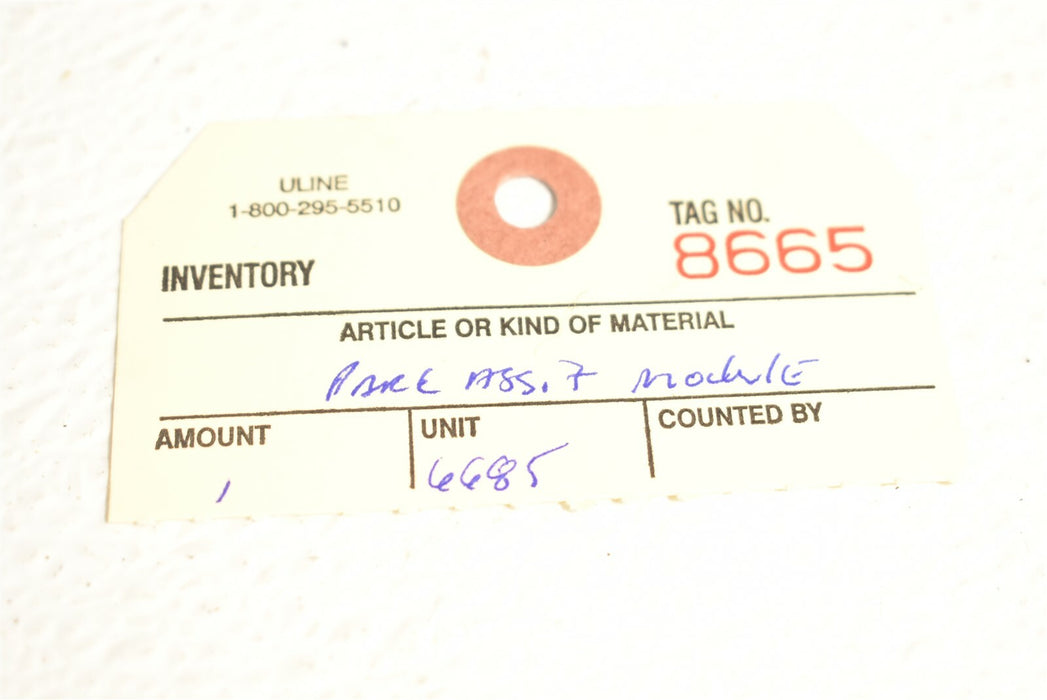 ULINE
1-800-295-5510
TAG NO.
8665
INVENTORY
ARTICLE OR KIND OF MATERIAL
PARK ASSIT MODULE
AMOUNT
UNIT
COUNTED BY
1
6685